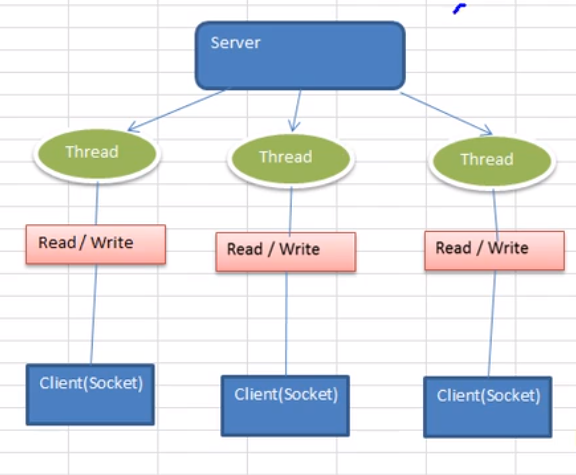 Server
Thread
Thread
Thread
Read / Write
Read / Write
Read / Write
Client(Socket)
Client(Socket)
Client(Socket)